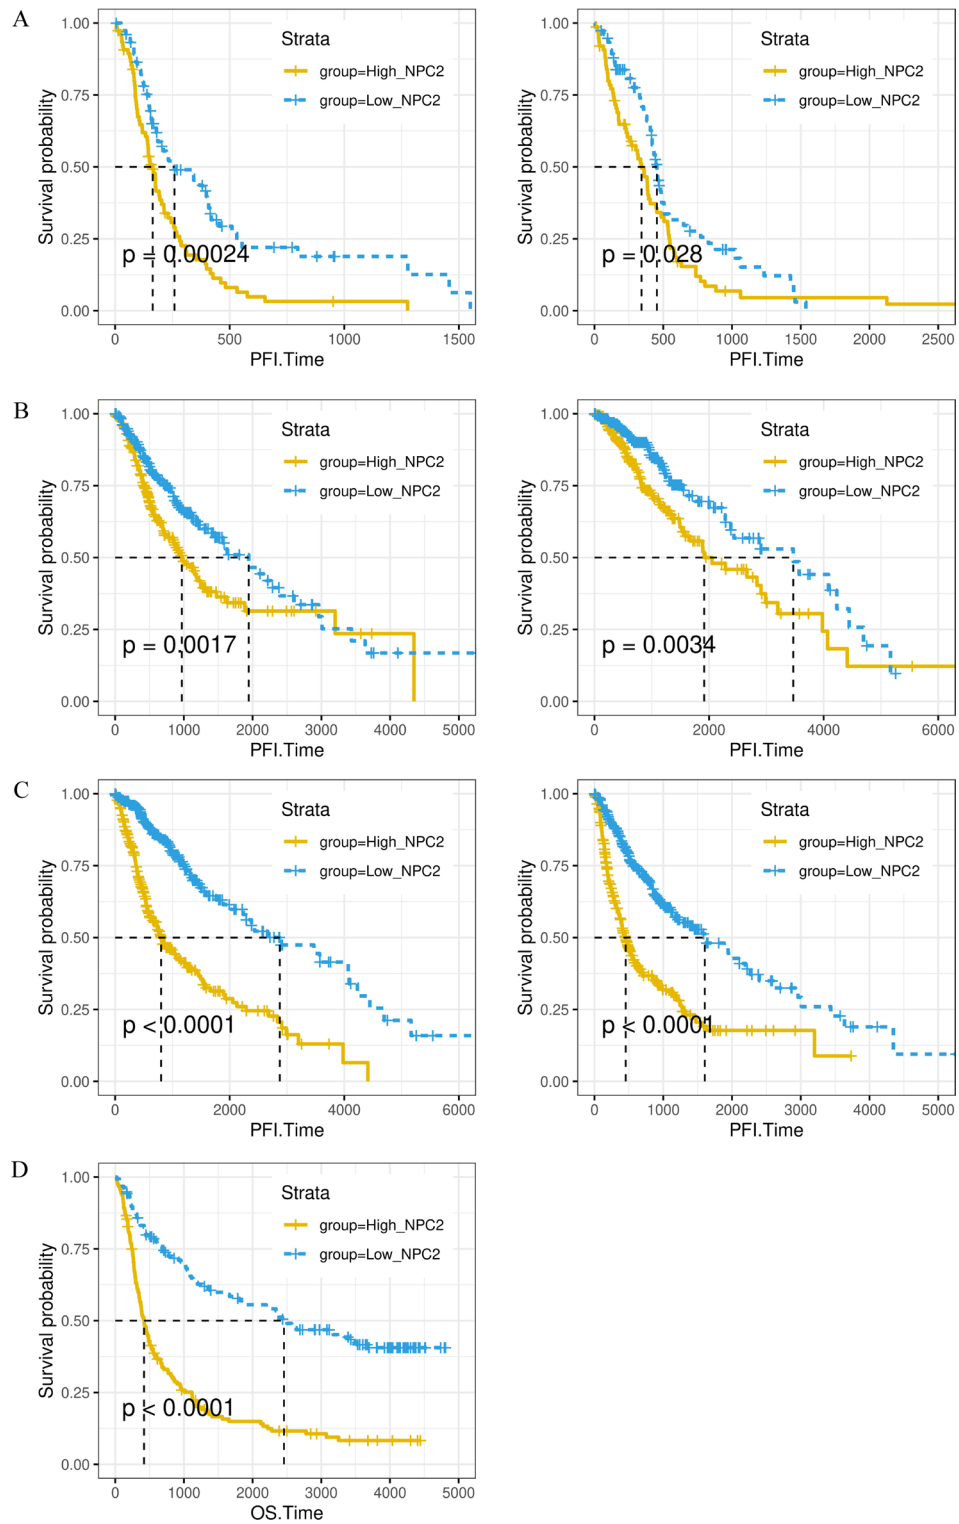 A
Survival probability
1.00
0.75
0.50
0.25
0.00
Strata
group=High_NPC2
group=Low_NPC2
p = 0.00024
0 500 1000 1500
PFI.Time
Survival probability
1.00
0.75
0.50
0.25
0.00
Strata
group=High_NPC2
group=Low_NPC2
p = 0.028
0 500 1000 1500 2000 2500
PFI.Time
B
Survival probability
1.00
0.75
0.50
0.25
0.00
Strata
group=High_NPC2
group=Low_NPC2
p = 0.0017
0 1000 2000 3000 4000 5000
PFI.Time
Survival probability
1.00
0.75
0.50
0.25
0.00
Strata
group=High_NPC2
group=Low_NPC2
p = 0.0034
0 2000 4000 6000
PFI.Time
C
Survival probability
1.00
0.75
0.50
0.25
0.00
Strata
group=High_NPC2
group=Low_NPC2
p < 0.0001
0 2000 4000 6000
PFI.Time
Survival probability
1.00
0.75
0.50
0.25
0.00
Strata
group=High_NPC2
group=Low_NPC2
p < 0.0001
0 1000 2000 3000 4000 5000
PFI.Time
D
Survival probability
1.00
0.75
0.50
0.25
0.00
Strata
group=High_NPC2
group=Low_NPC2
p < 0.0001
0 1000 2000 3000 4000 5000
OS.Time